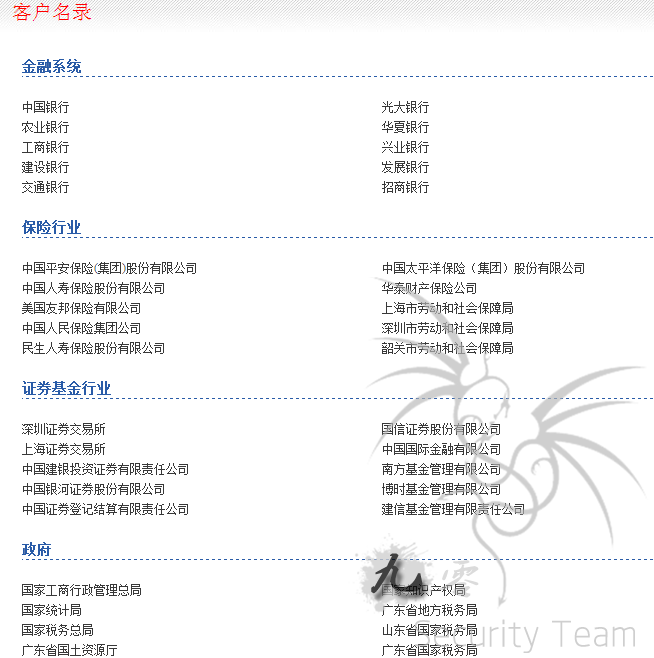 客户名录
金融系统
中国银行 光大银行
农业银行 华夏银行
工商银行 兴业银行
建设银行 发展银行
交通银行 招商银行
保险行业
中国平安保险(集团)股份有限公司 中国太平洋保险（集团）股份有限公司
中国人寿保险股份有限公司 华泰财产保险公司
美国友邦保险有限公司 上海市劳动和社会保障局
中国人民保险集团公司 深圳市劳动和社会保障局
民生人寿保险股份有限公司 韶关市劳动和社会保障局
证券基金行业
深圳证券交易所 国信证券股份有限公司
上海证券交易所 中国国际金融有限公司
中国建银投资证券有限责任公司 南方基金管理有限公司
中国银河证券股份有限公司 博时基金管理有限公司
中国证券登记结算有限责任公司 建信基金管理有限责任公司
政府
九零
国家工商行政管理总局 国家知识产权局
国家统计局 广东省地方税务局
国家税务总局 山东省国家税务局
Security Team
广东省国土资源厅 广东省国家税务局